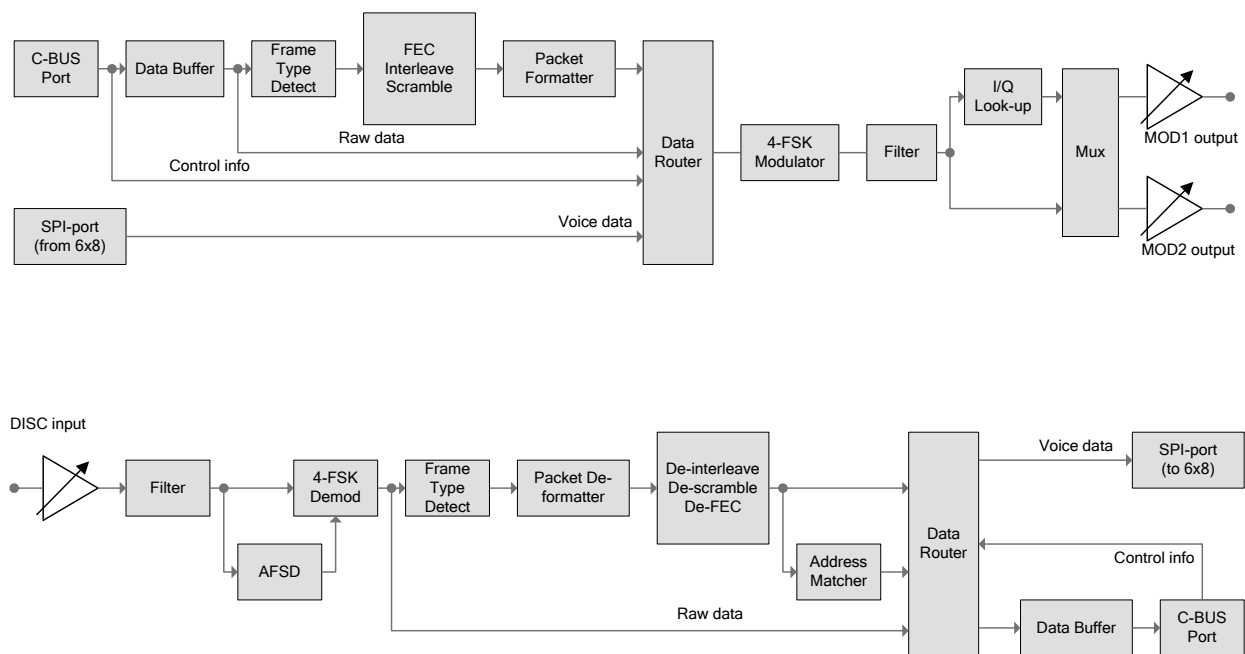 C-BUS
Port
Data Buffer
Frame
Type
Detect
FEC
Interleave
Scramble
Packet
Formatter
Raw data
Control info
SPI-port
(from 6x8)
Voice data
Data
Router
4-FSK
Modulator
Filter
I/Q
Look-up
Mux
MOD1 output
MOD2 output
DISC input
Filter
AFSD
4-FSK
Demod
Frame
Type
Detect
Packet De-
formatter
De-interleave
De-scramble
De-FEC
Address
Matcher
Raw data
Data
Router
Voice data
SPI-port
(to 6x8)
Control info
Data Buffer
C-BUS
Port